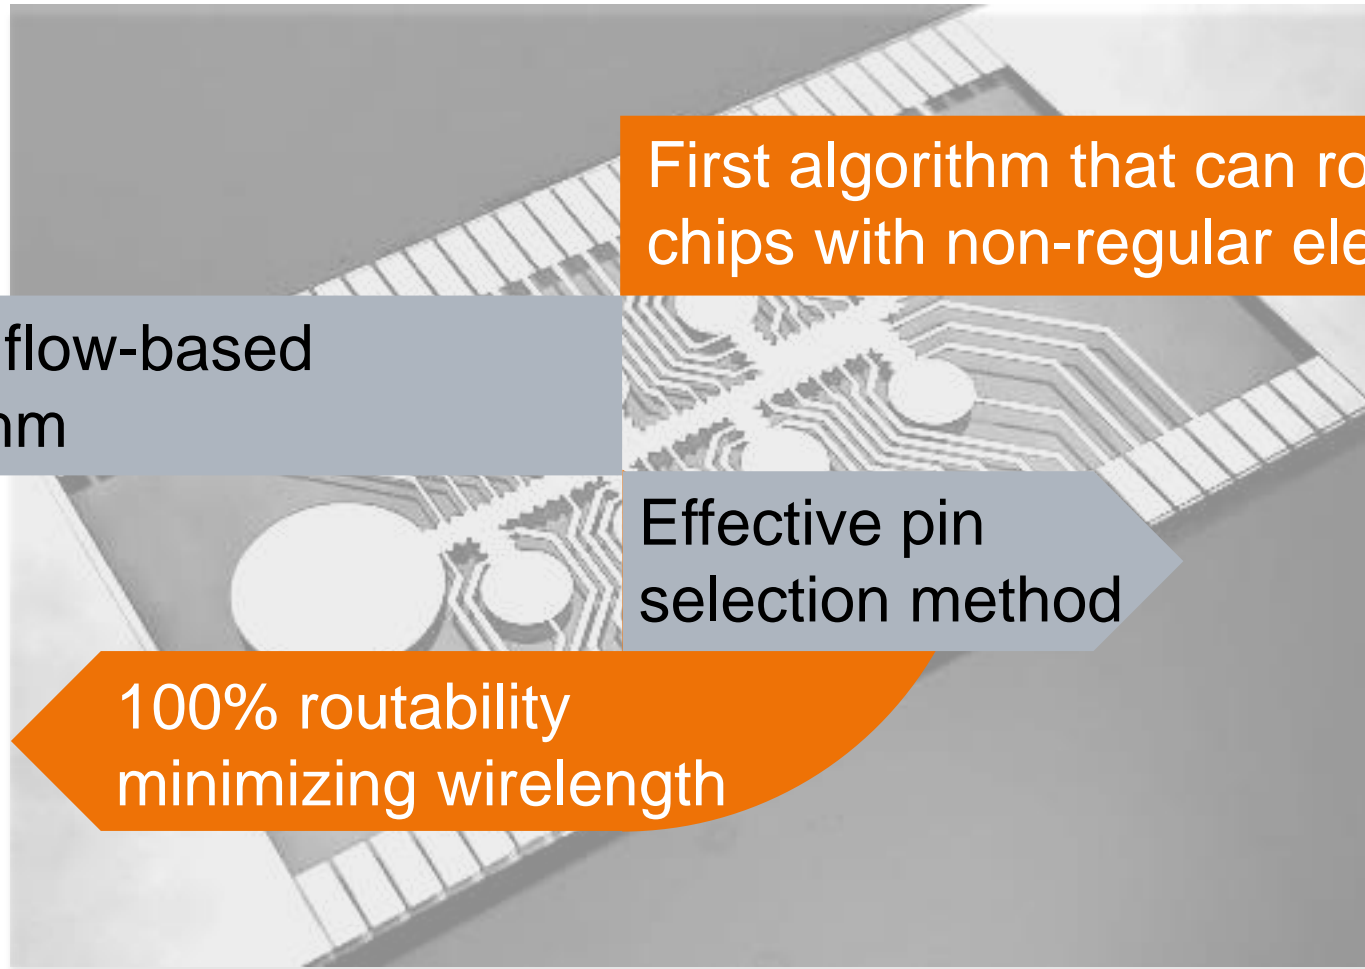 First algorithm that can
chips with non-regular
flow-based
Effective pin
selection method
100% routability
minimizing wirelength